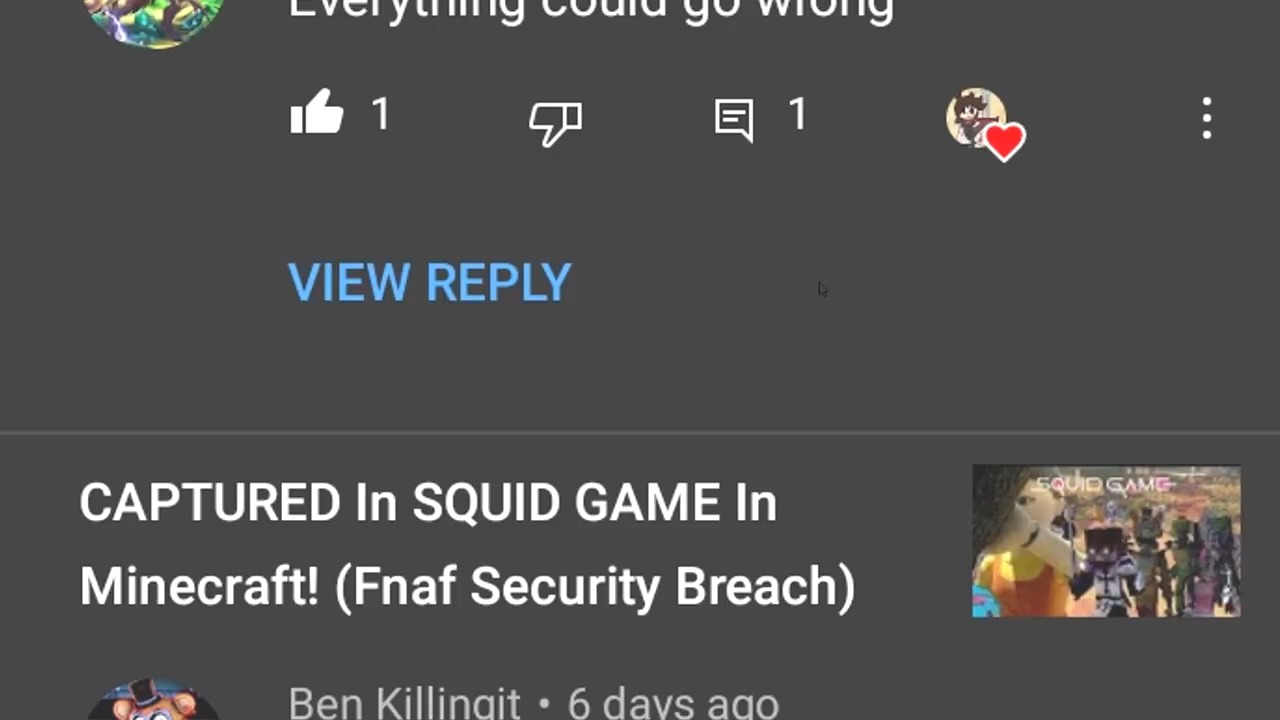 Everything could go wrong
1
1
VIEW REPLY
CAPTURED In SQUID GAME In
Minecraft! (Fnaf Security Breach)
SQUID GAME
Ben Killingit • 6 days ago